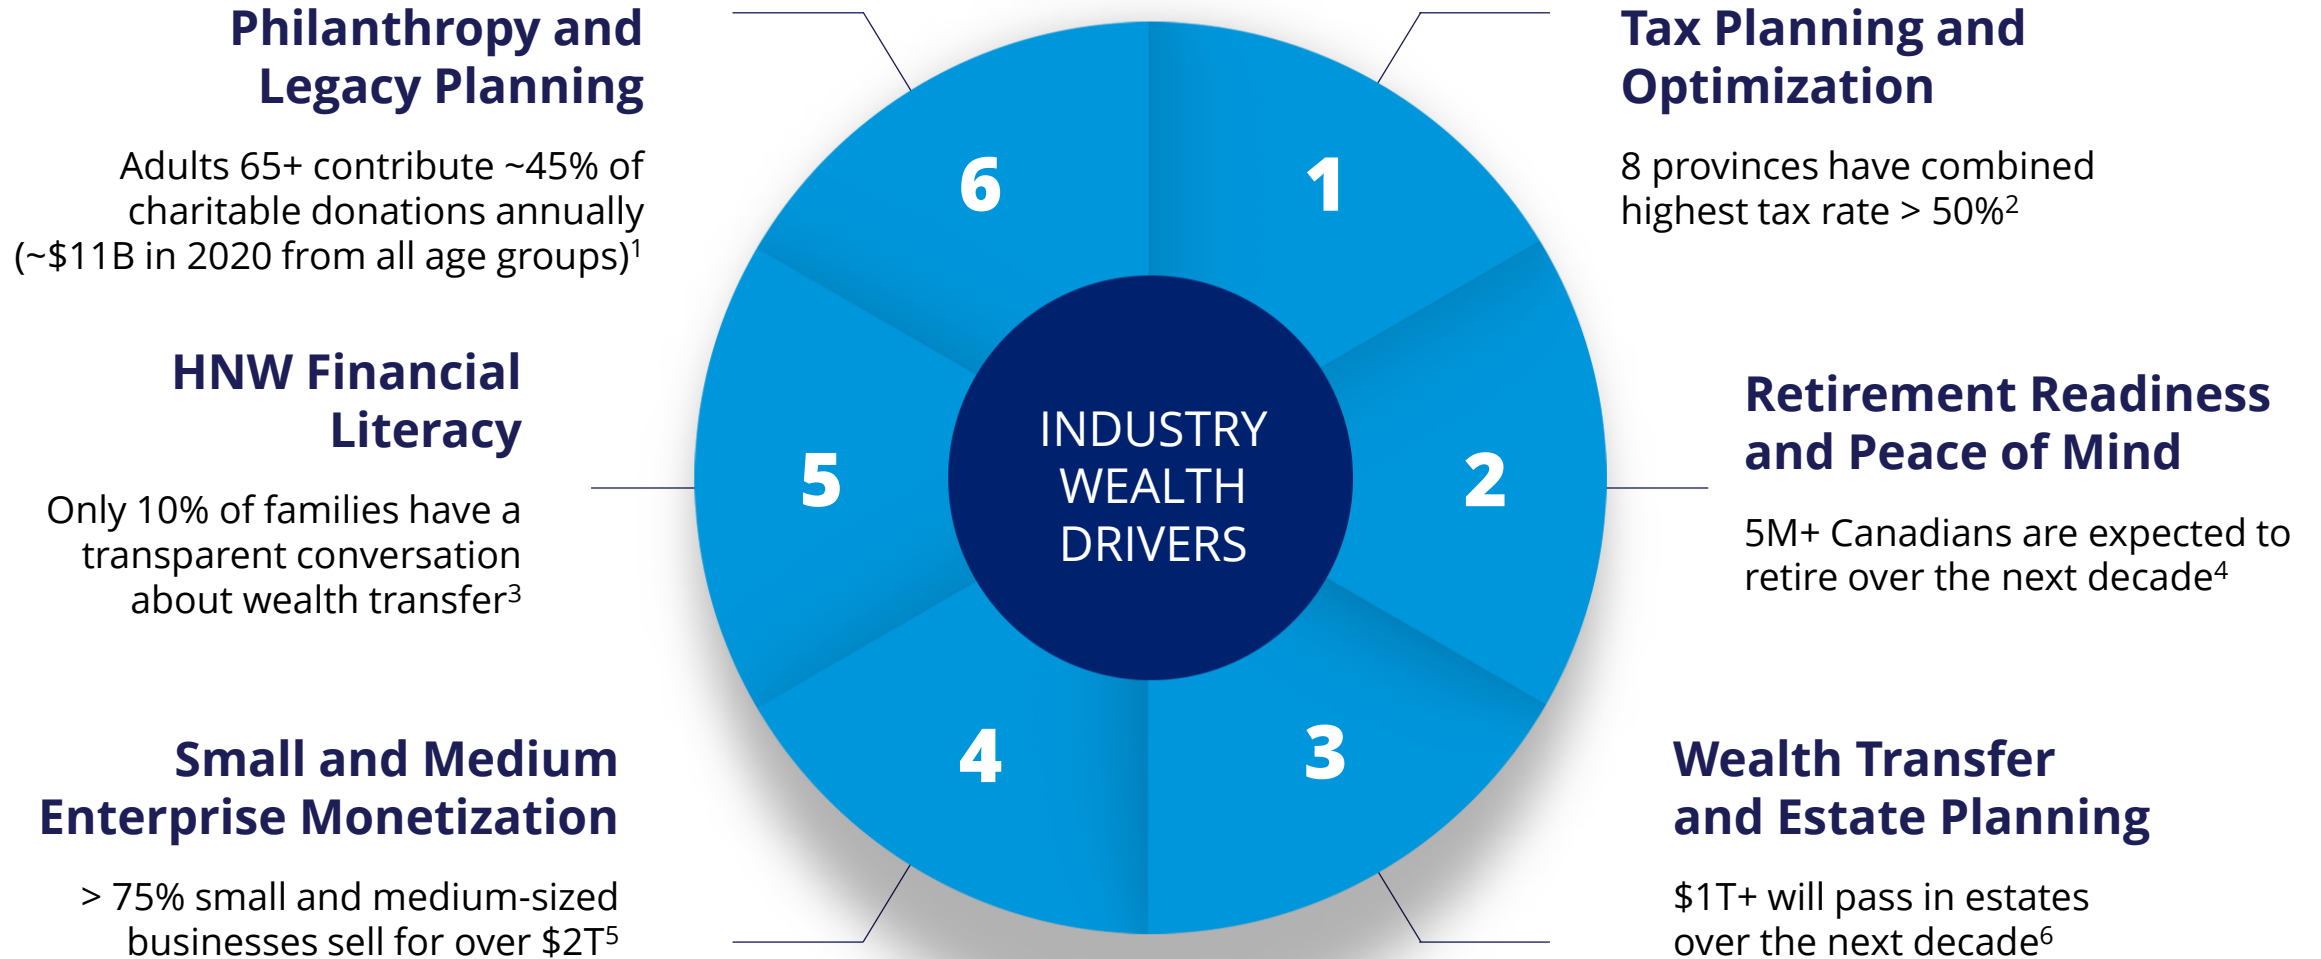 Philanthropy and
Legacy Planning
Adults 65+ contribute ~45% of
charitable donations annually
(~$11B in 2020 from all age groups)¹
HNW Financial
Literacy
Only 10% of families have a
transparent conversation
about wealth transfer³
Small and Medium
Enterprise Monetization
> 75% small and medium-sized
businesses sell for over $2T⁵
6
1
5
INDUSTRY
WEALTH
DRIVERS
2
4
3
Tax Planning and
Optimization
8 provinces have combined
highest tax rate > 50%²
Retirement Readiness
and Peace of Mind
5M+ Canadians are expected to
retire over the next decade⁴
Wealth Transfer
and Estate Planning
$1T+ will pass in estates
over the next decade⁶